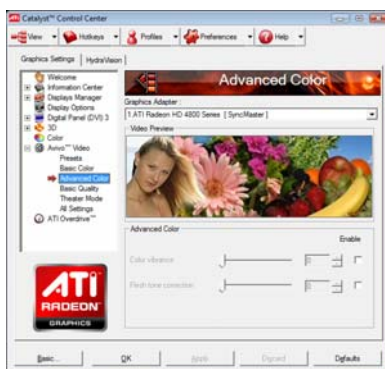 Catalyst™ Control Center
View Hotkeys Profiles Preferences Help
Graphics Settings HydraVision
Welcome
Information Center
Displays Manager
Display Options
Digital Panel (DVI) 3
3D
Color
Avivo™ Video
Presets
Basic Color
Advanced Color
Basic Quality
Theater Mode
All Settings
ATI Overdrive™
Advanced Color
Graphics Adapter :
1.ATI Radeon HD 4800 Series [ SyncMaster ]
Video Preview
Advanced Color
Enable
Color vibrance
Flesh tone correction
ATI
RADEON
GRAPHICS
Basic... OK Apply Discard Defaults